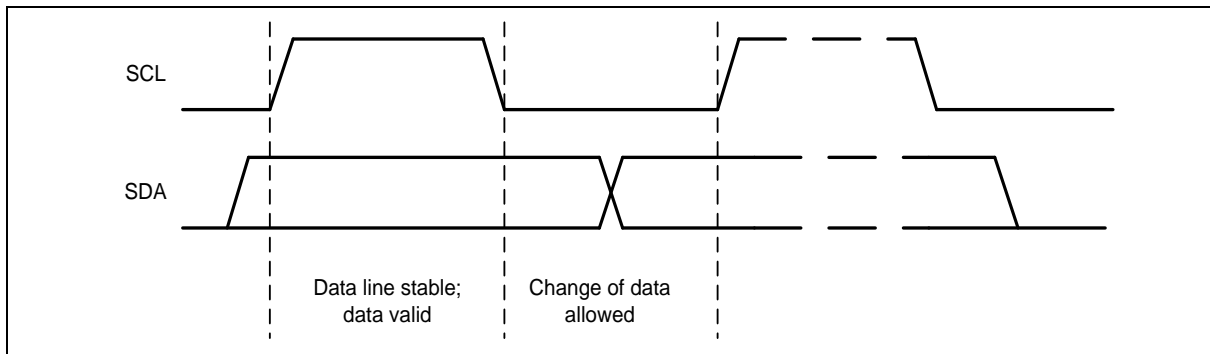 SCL
SDA
Data line stable;
data valid
Change of data
allowed